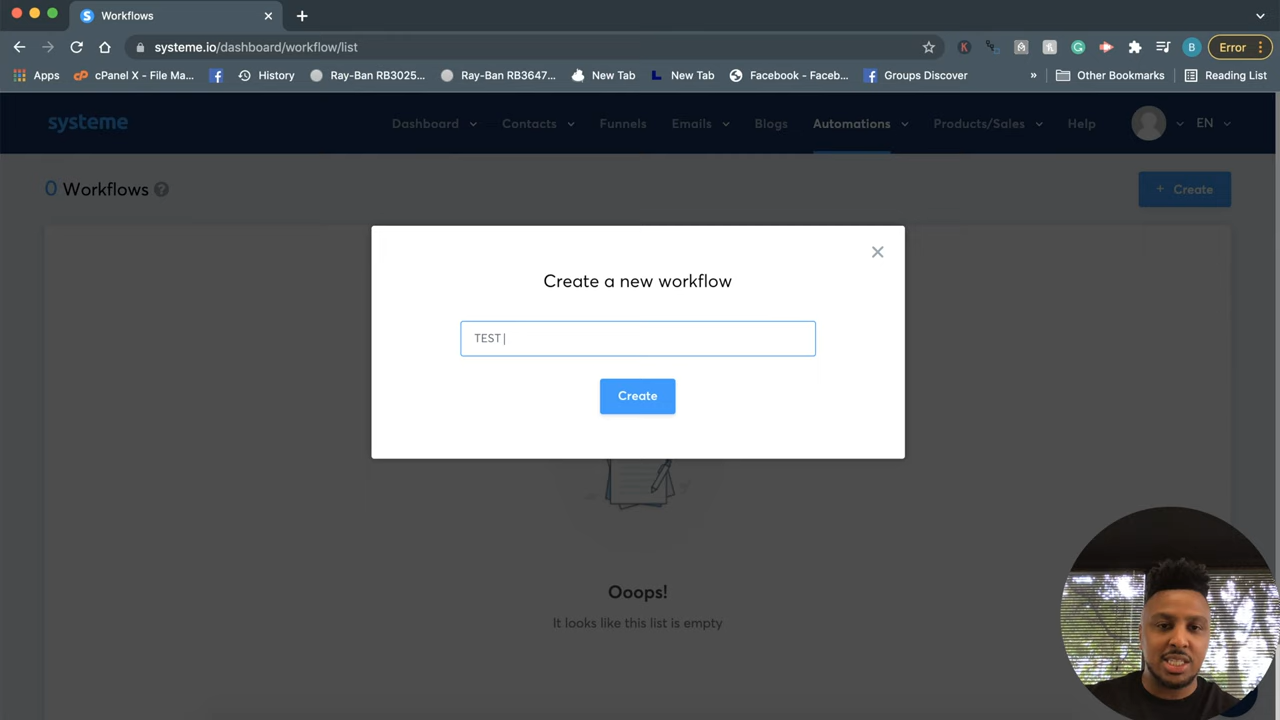 Workflows
systeme.io/dashboard/workflow/list
K
B
Error
Apps
cPanel X - File Ma...
History
Ray-Ban RB3025...
Ray-Ban RB3647...
New Tab
New Tab
Facebook - Faceb...
Groups Discover
»
Other Bookmarks
Reading List
systeme
Dashboard
Contacts
Funnels
Emails
Blogs
Automations
Products/Sales
Help
EN
0 Workflows ?
+ Create
Create a new workflow
TEST
Create
Ooops!
It looks like this list is empty